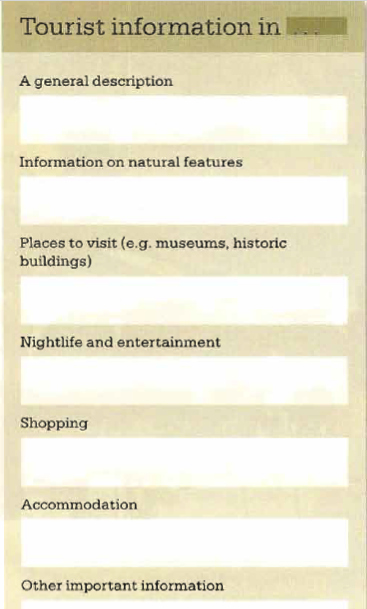 Tourist information in ...
A general description
Information on natural features
Places to visit (e.g. museums, historic
buildings)
Nightlife and entertainment
Shopping
Accommodation
Other important information